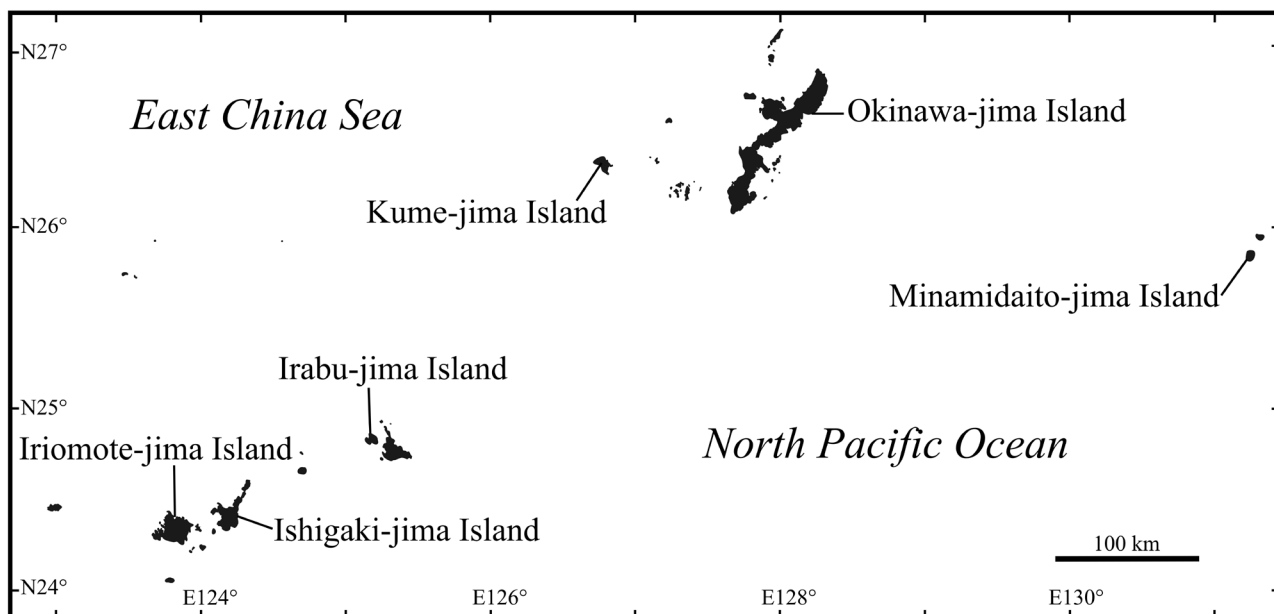 N27°
East China Sea
Okinawa-jima Island
Kume-jima Island
N26°
Minamidaito-jima Island
Irabu-jima Island
N25°
Iriomote-jima Island
North Pacific Ocean
Ishigaki-jima Island
100 km
N24°
E124°
E126°
E128°
E130°